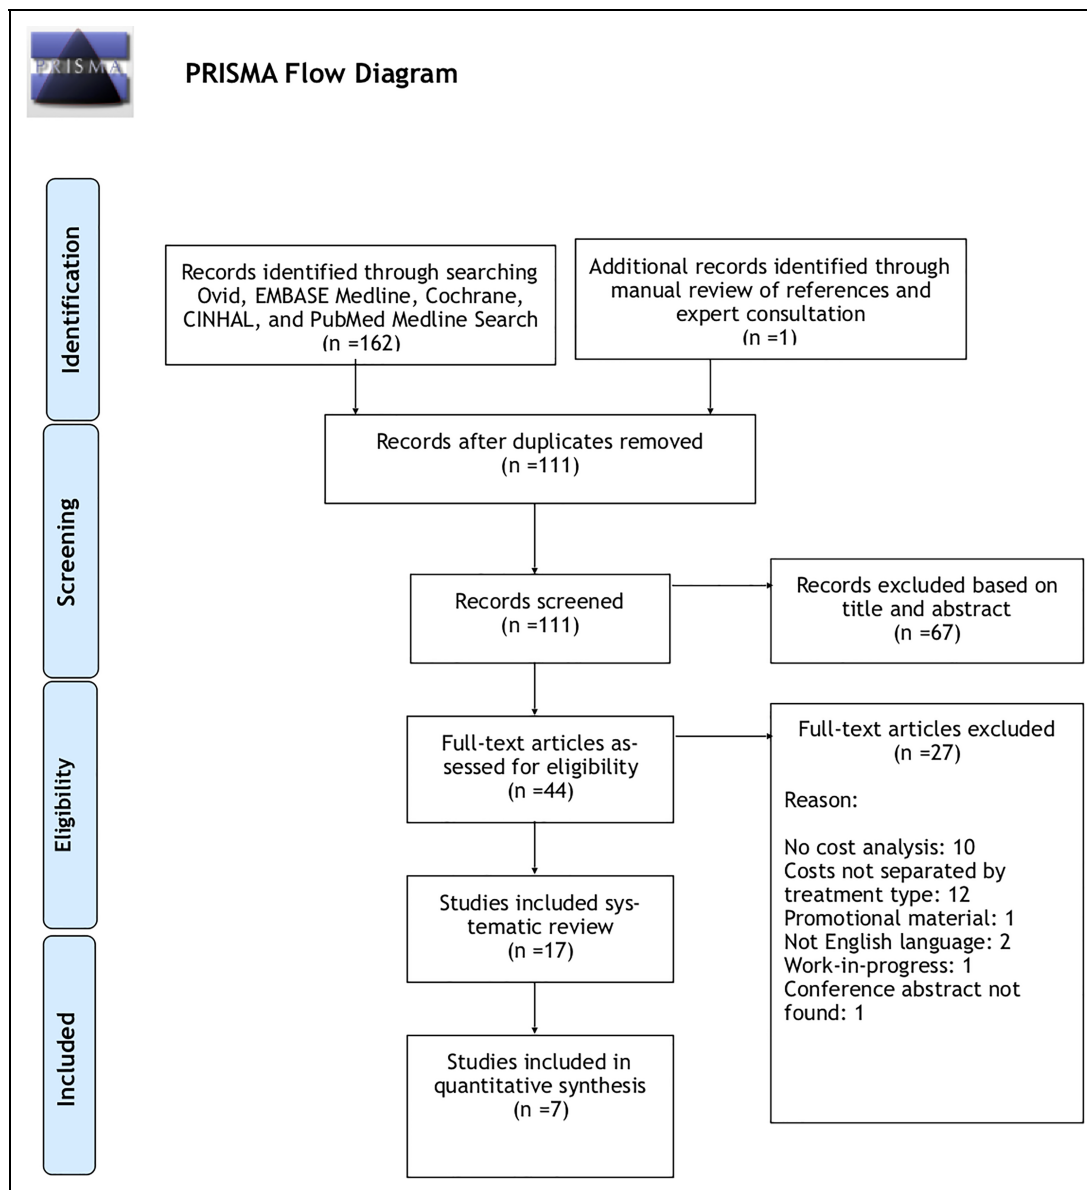 PRISMA
PRISMA Flow Diagram
Identification
Records identified through searching
Ovid, EMBASE Medline, Cochrane,
CINHAL, and PubMed Medline Search
(n =162)
Additional records identified through
manual review of references and
expert consultation
(n =1)
Records after duplicates removed
(n =111)
Screening
Records screened
(n =111)
Records excluded based on
title and abstract
(n =67)
Eligibility
Full-text articles as-
sessed for eligibility
(n =44)
Full-text articles excluded
(n =27)
Reason:
No cost analysis: 10
Costs not separated by
treatment type: 12
Promotional material: 1
Not English language: 2
Work-in-progress: 1
Conference abstract not
found: 1
Studies included sys-
tematic review
(n =17)
Included
Studies included in
quantitative synthesis
(n =7)